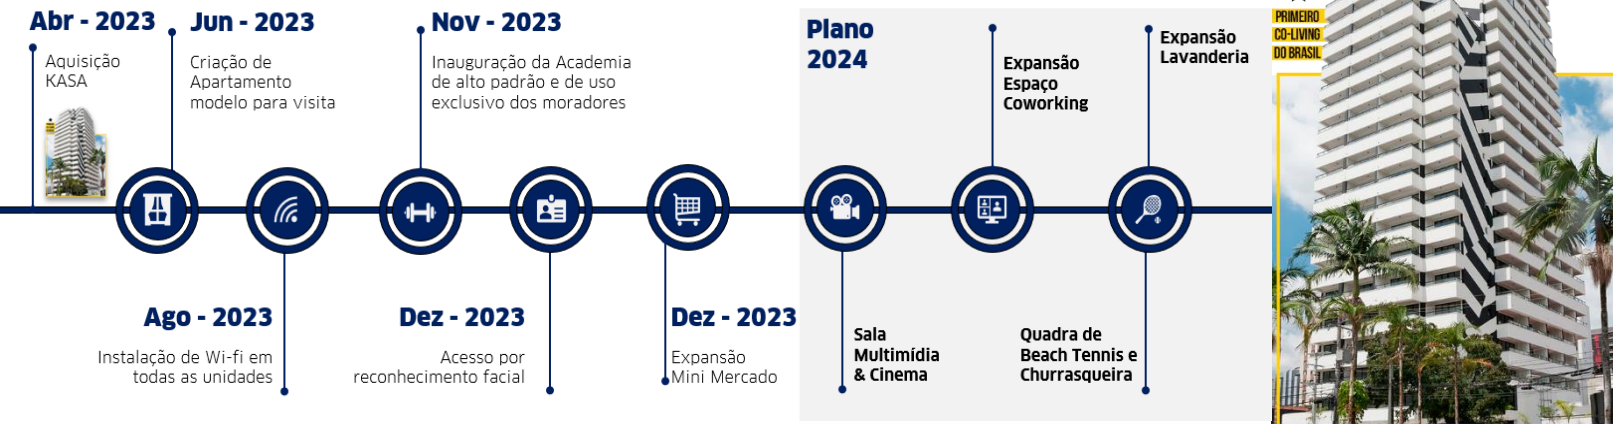 Abr - 2023
Aquisição
KASA
Jun - 2023
Criação de
Apartamento
modelo para visita
Ago - 2023
Instalação de Wi-fi em
todas as unidades
Nov - 2023
Inauguração da Academia
de alto padrão e de uso
exclusivo dos moradores
Dez - 2023
Acesso por
reconhecimento facial
Dez - 2023
Expansão
Mini Mercado
Plano
2024
Sala
Multimídia
& Cinema
Expansão
Espaço
Coworking
Quadra de
Beach Tennis e
Churrasqueira
Expansão
Lavanderia
PRIMEIRO
CO-LIVING
DO BRASIL